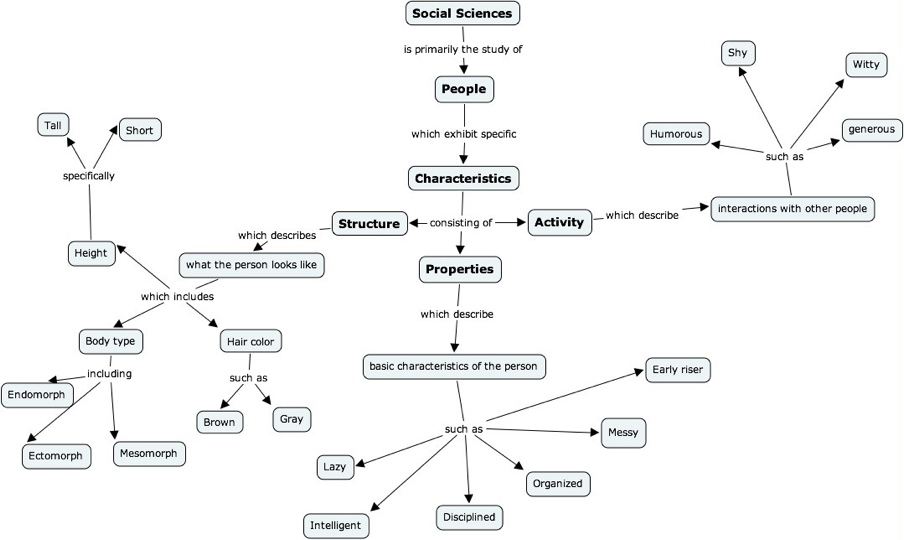 Social Sciences
is primarily the study of
People
which exhibit specific
Characteristics
consisting of
Structure
which describes
what the person looks like
which includes
Height
specifically
Tall
Short
Body type
including
Endomorph
Ectomorph
Mesomorph
Hair color
such as
Brown
Gray
Properties
which describe
basic characteristics of the person
such as
Lazy
Intelligent
Disciplined
Organized
Messy
Early riser
Activity
which describe
interactions with other people
such as
Humorous
Shy
Witty
generous